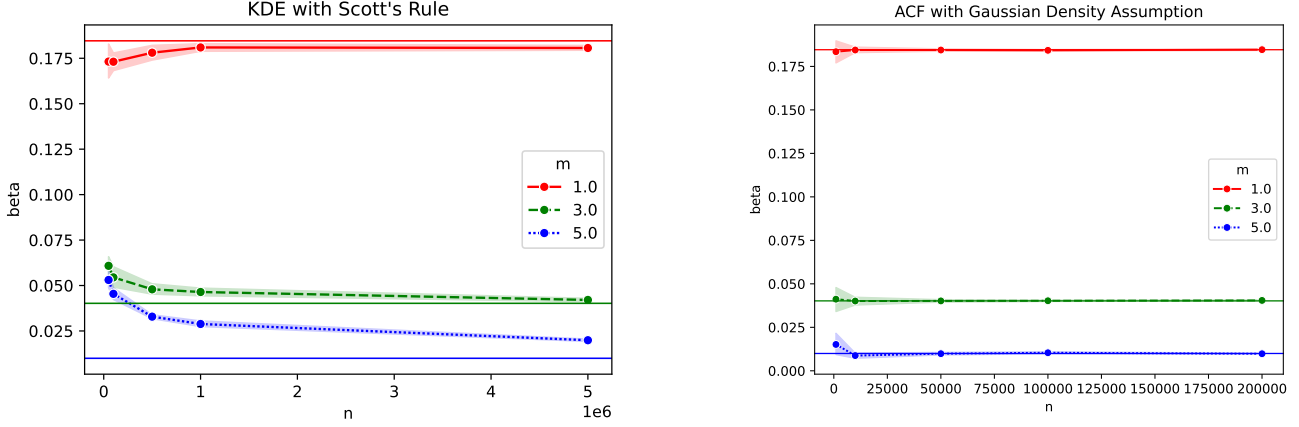 KDE with Scott's Rule
beta
0.175
0.150
0.125
0.100
0.075
0.050
0.025
m
1.0
3.0
5.0
0 1 2 3 4 5
1e6
n
ACF with Gaussian Density Assumption
beta
0.175
0.150
0.125
0.100
0.075
0.050
0.025
0.000
m
1.0
3.0
5.0
0 25000 50000 75000 100000 125000 150000 175000 200000
n